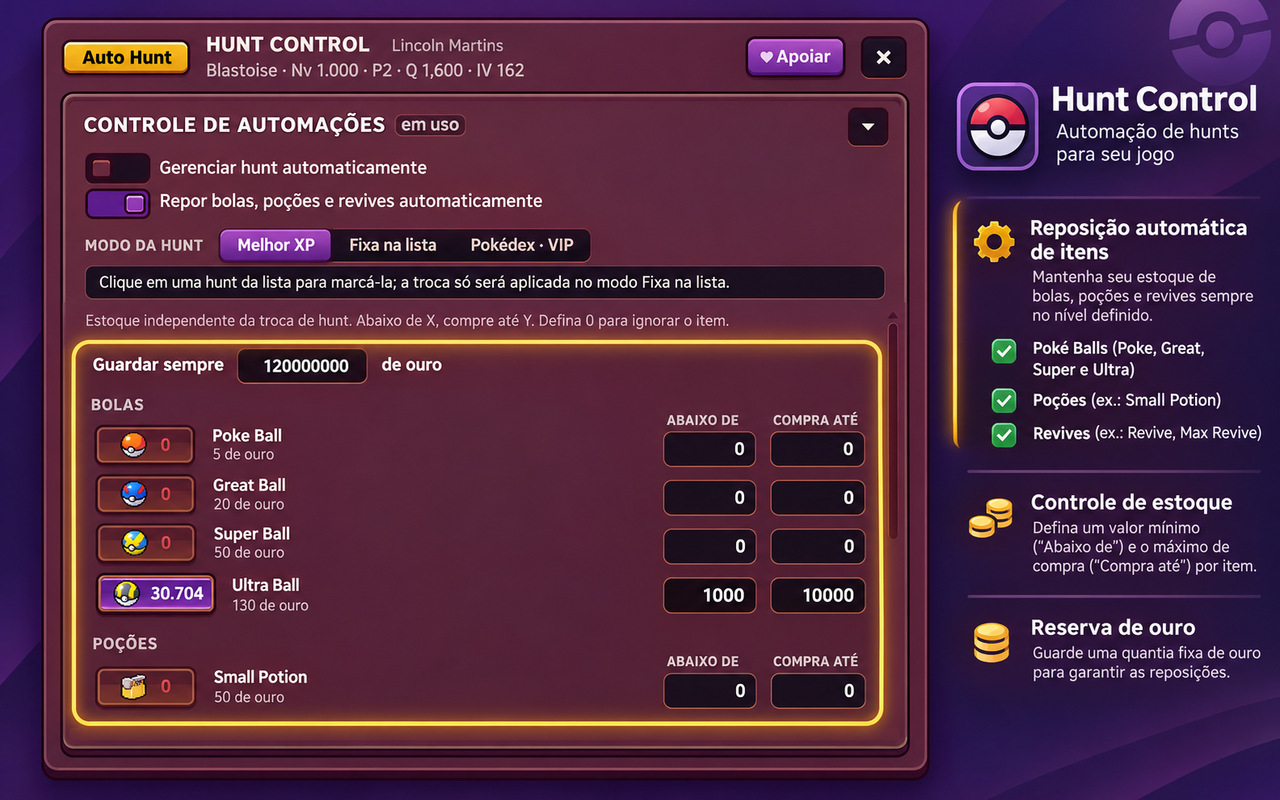 Auto Hunt
HUNT CONTROL Lincoln Martins
Blastoise · Nv 1.000 · P2 · Q 1,600 · IV 162
Apoiar
CONTROLE DE AUTOMAÇÕES em uso
Gerenciar hunt automaticamente
Repor bolas, poções e revives automaticamente
MODO DA HUNT Melhor XP Fixa na lista Pokédex · VIP
Clique em uma hunt da lista para marcá-la; a troca só será aplicada no modo Fixa na lista.
Estoque independente da troca de hunt. Abaixo de X, compre até Y. Defina 0 para ignorar o item.
Guardar sempre 120000000 de ouro
BOLAS
ABAIXO DE COMPRA ATÉ
0 Poke Ball 0 0
5 de ouro
0 Great Ball 0 0
20 de ouro
0 Super Ball 0 0
50 de ouro
30.704 Ultra Ball 1000 10000
130 de ouro
POÇÕES
ABAIXO DE COMPRA ATÉ
0 Small Potion 0 0
50 de ouro
Hunt Control
Automação de hunts
para seu jogo
Reposição automática
de itens
Mantenha seu estoque de
bolas, poções e revives sempre
no nível definido.
Poké Balls (Poke, Great,
Super e Ultra)
Poções (ex.: Small Potion)
Revives (ex.: Revive, Max Revive)
Controle de estoque
Defina um valor mínimo
("Abaixo de") e o máximo de
compra ("Compra até") por item.
Reserva de ouro
Guarde uma quantia fixa de ouro
para garantir as reposições.